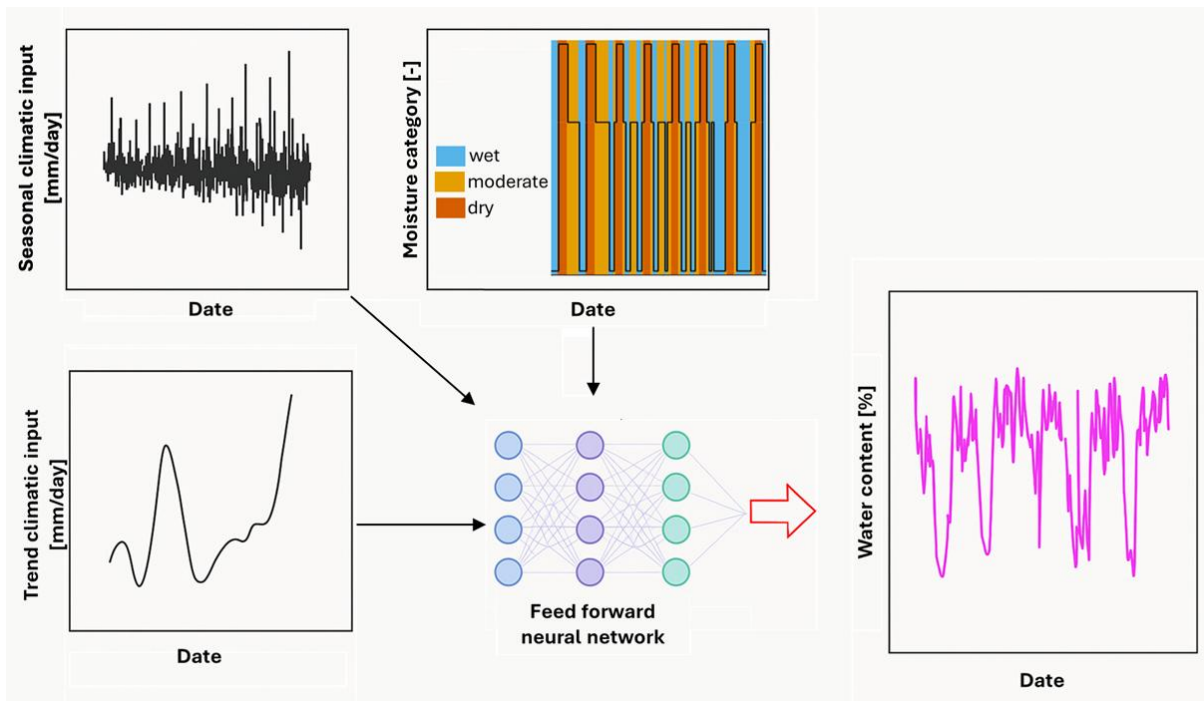 Seasonal climatic input
[mm/day]
Date
Moisture category [-]
wet
moderate
dry
Date
Trend climatic input
[mm/day]
Date
Feed forward
neural network
Water content [%]
Date